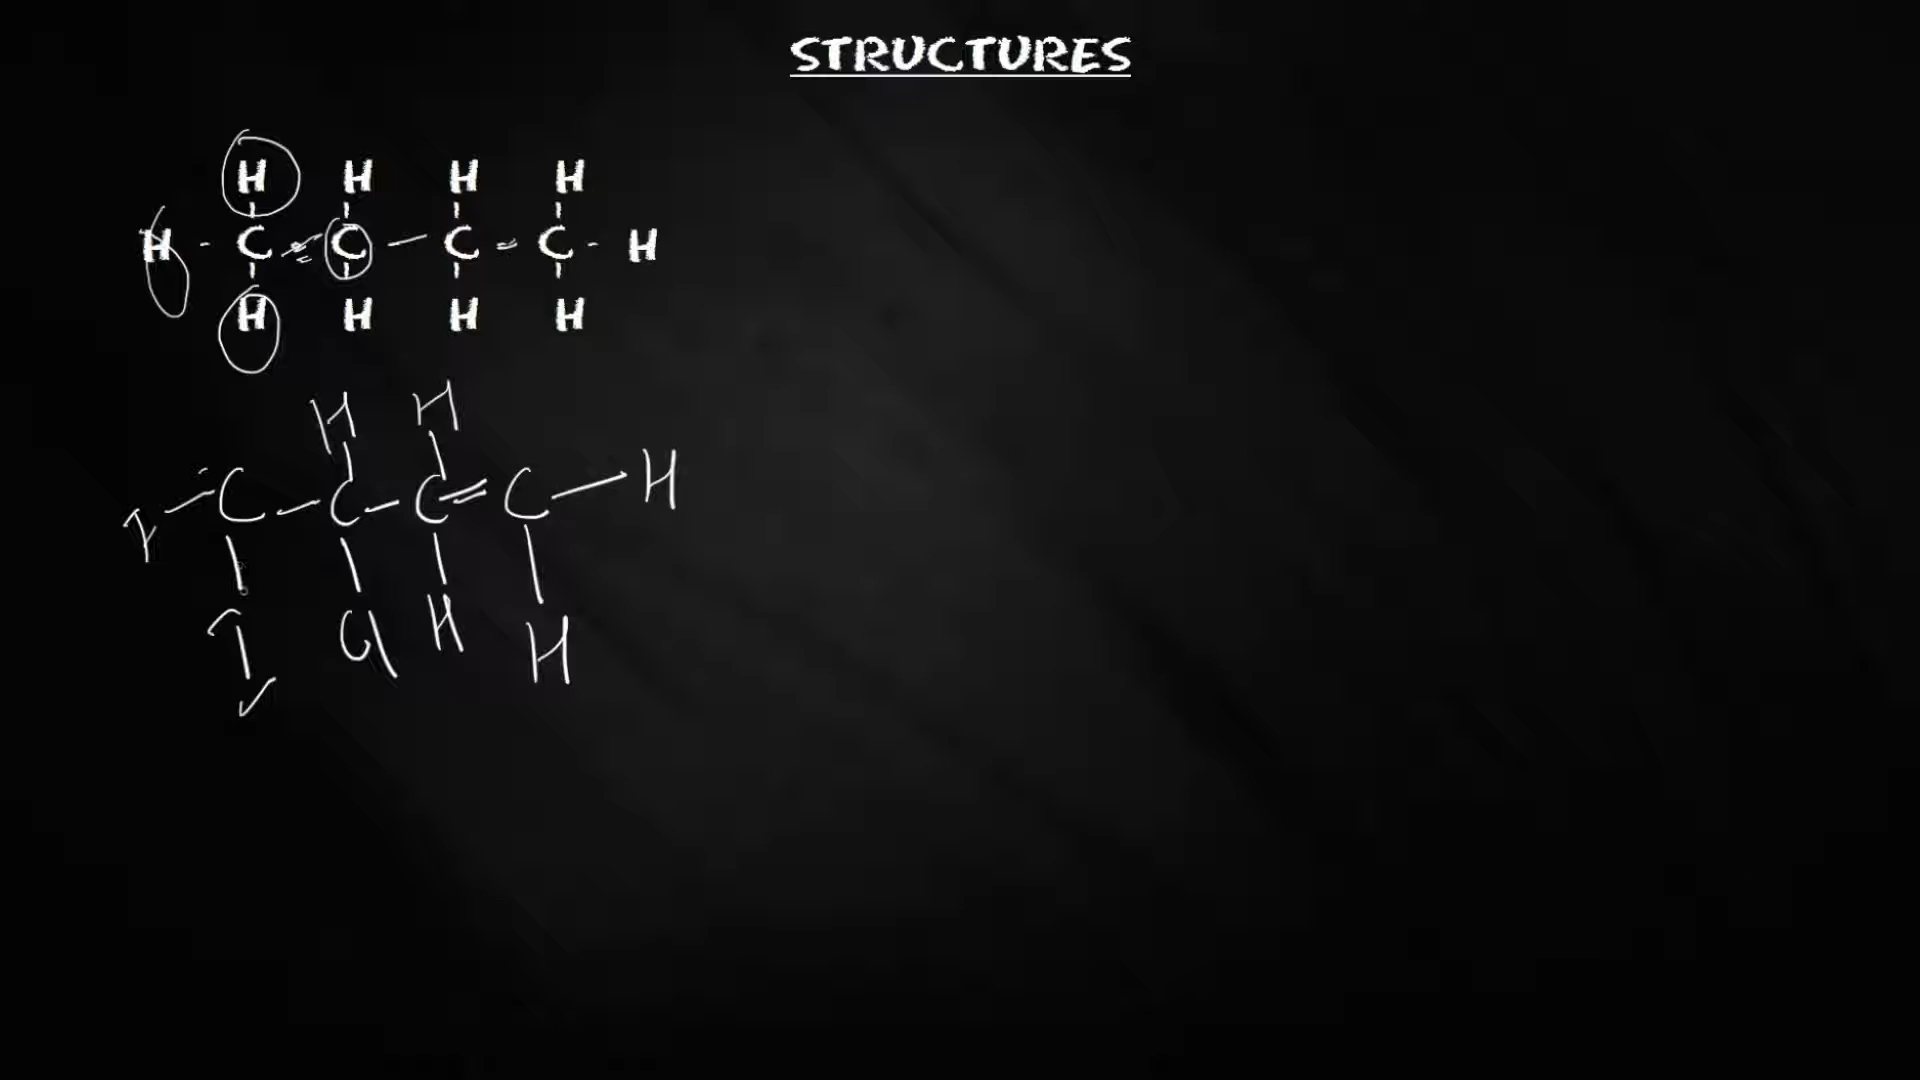 STRUCTURES
H H H H
H - C = C - C = C - H
H H H H
H H
C - C - C = C - H
Cl H H